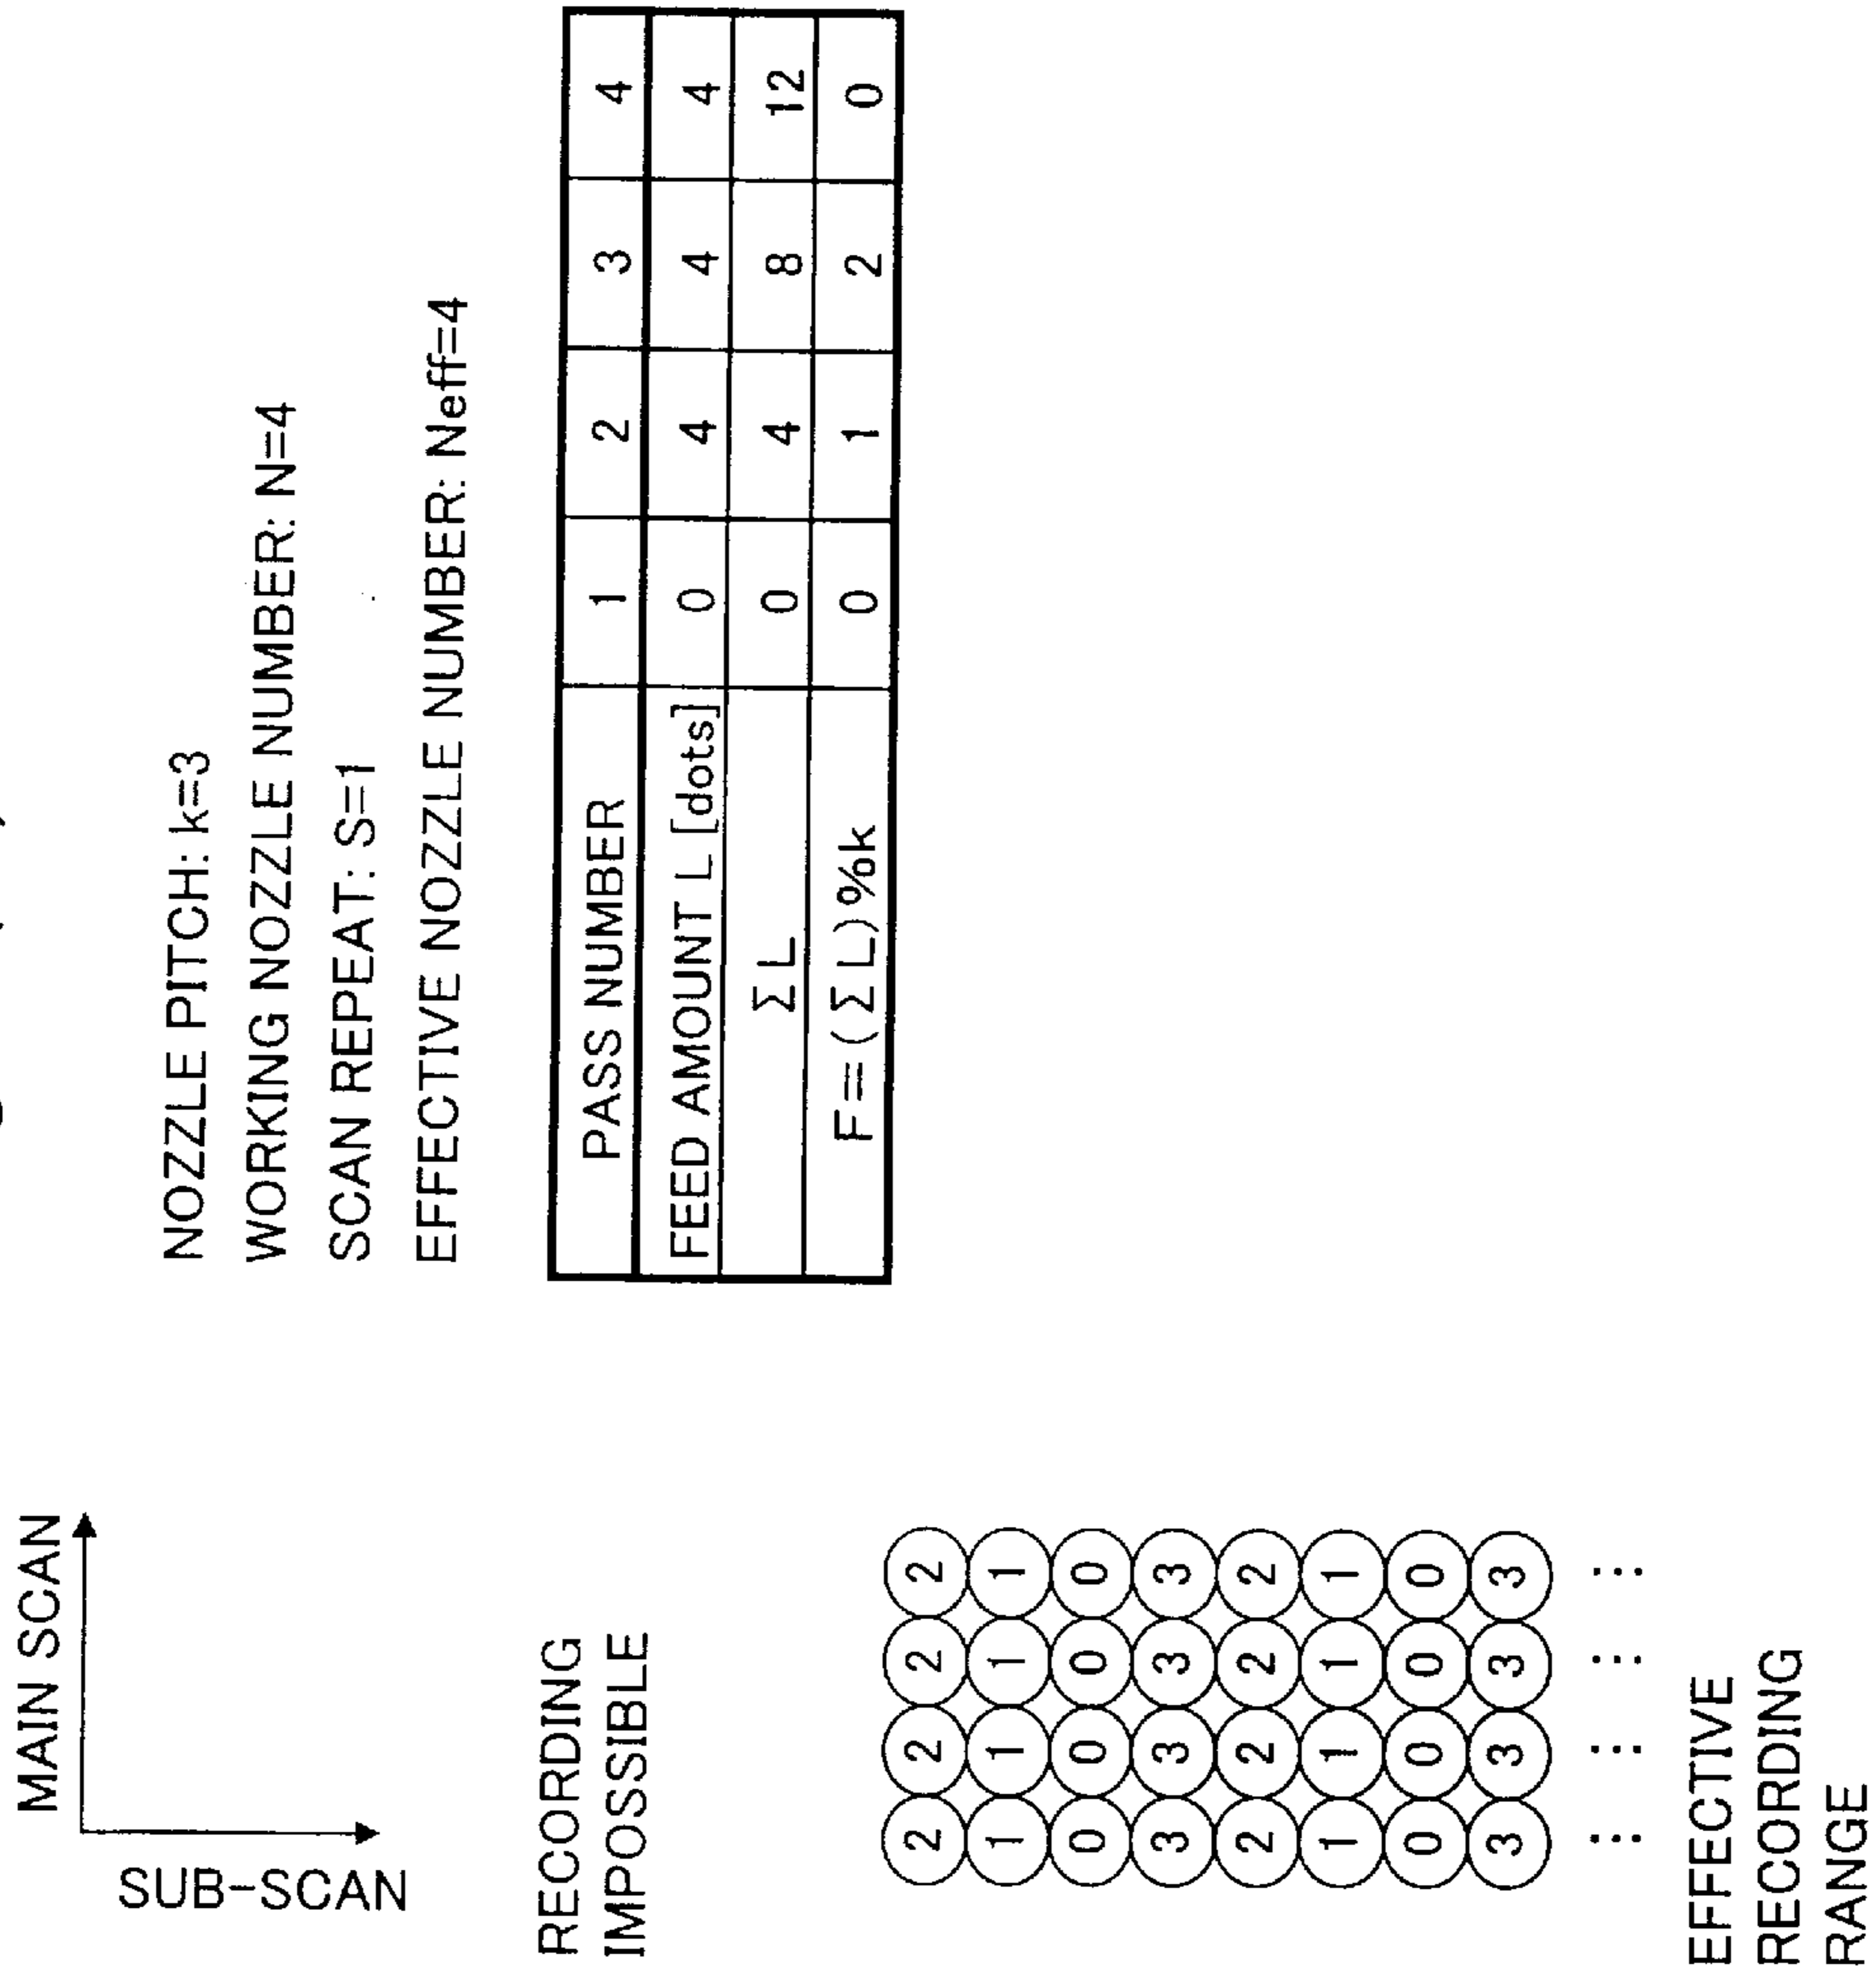 MAIN SCAN
SUB-SCAN
RECORDING
IMPOSSIBLE
2 2 2 2
1 1 1 1
0 0 0 0
3 3 3 3
2 2 2 2
1 1 1 1
0 0 0 0
3 3 3 3
EFFECTIVE
RECORDING
RANGE
NOZZLE PITCH: k=3
WORKING NOZZLE NUMBER: N=4
SCAN REPEAT: S=1
EFFECTIVE NOZZLE NUMBER: Neff=4
PASS NUMBER 1 2 3 4
FEED AMOUNT L [dots] 0 4 4 4
Σ L 0 4 8 12
F=(Σ L)%k 0 1 2 0